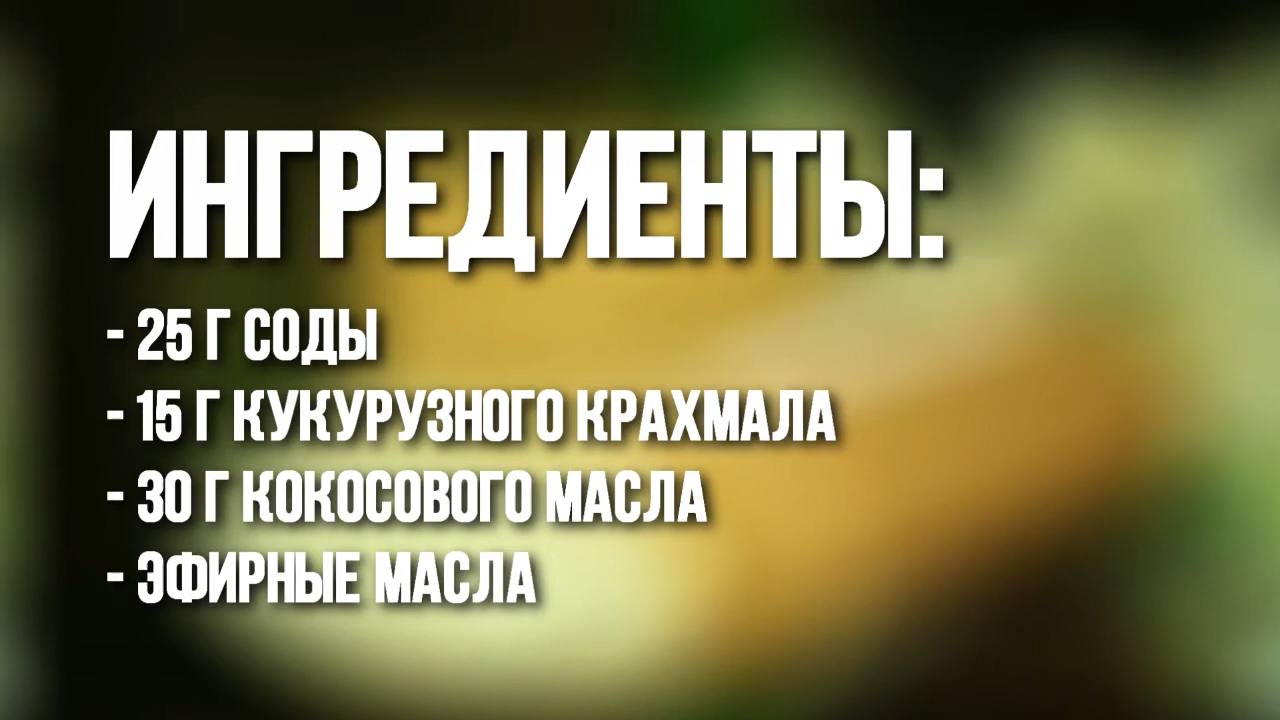 ИНГРЕДИЕНТЫ:
- 25 Г СОДЫ
- 15 Г КУКУРУЗНОГО КРАХМАЛА
- 30 Г КОКОСОВОГО МАСЛА
- ЭФИРНЫЕ МАСЛА